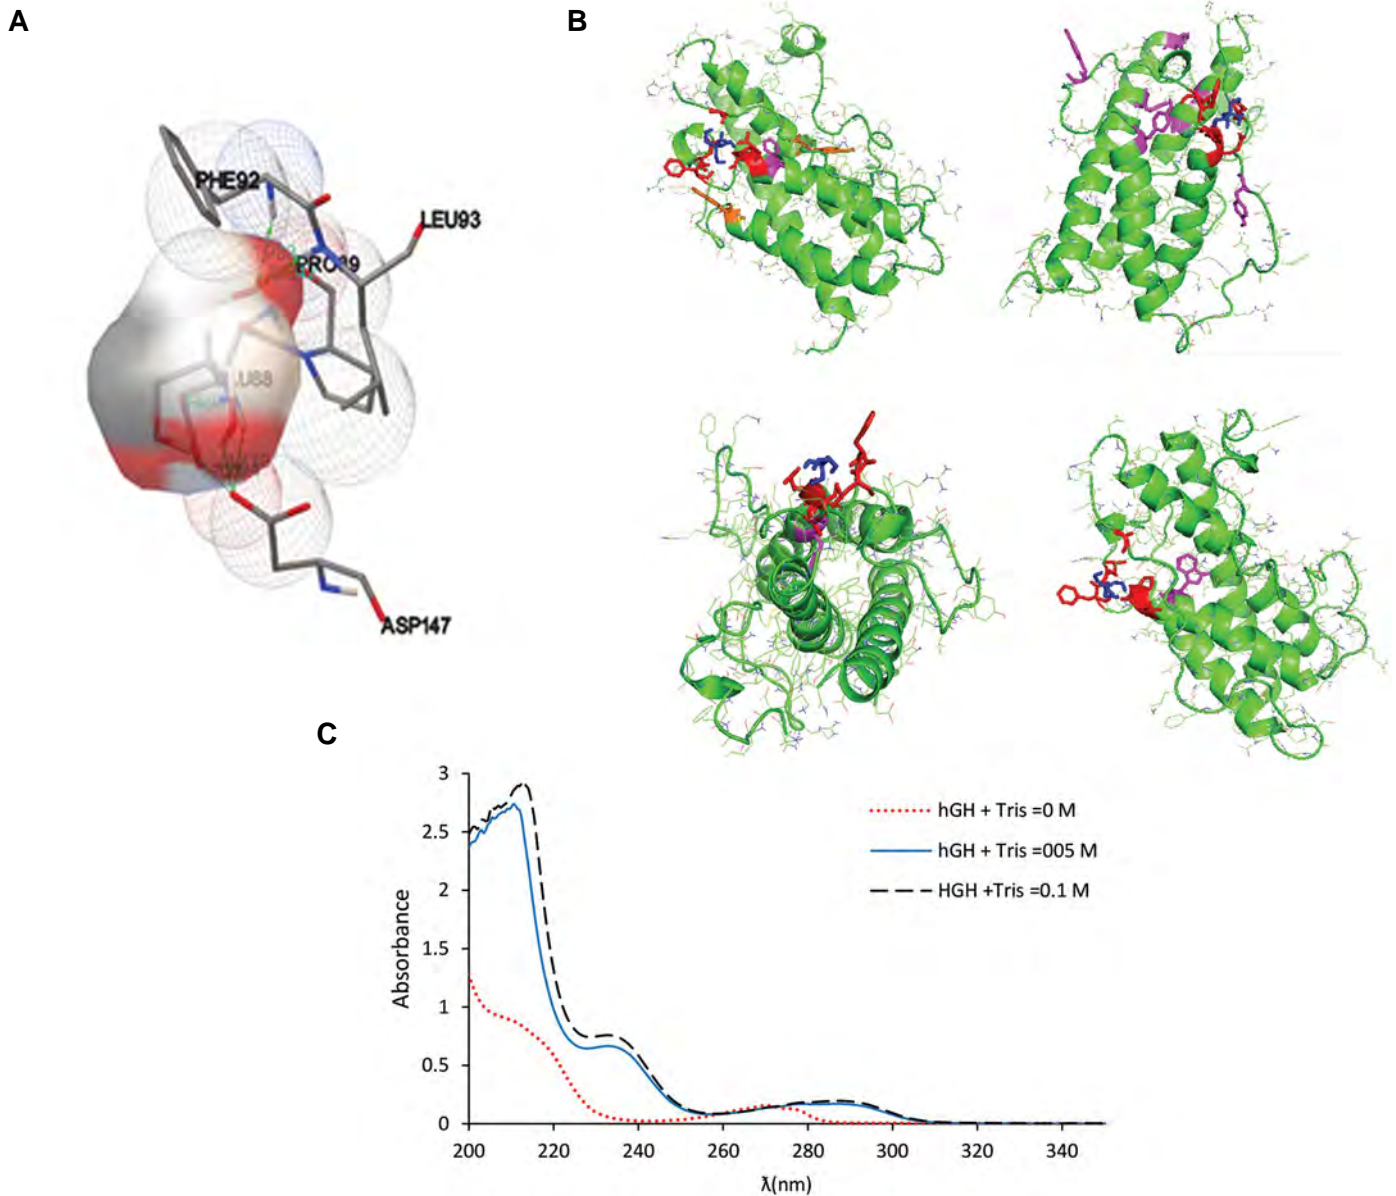 A
B
PHE92
LEU93
PRO89
ASP147
C
3
2.5
2
1.5
1
0.5
0
Absorbance
hGH + Tris =0 M
hGH + Tris =005 M
HGH +Tris =0.1 M
200 220 240 260 280 300 320 340
λ(nm)